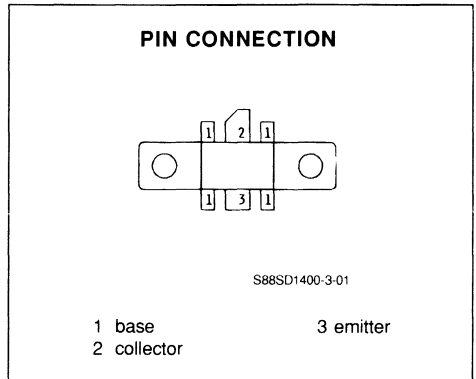 PIN CONNECTION
1 2 1
1 3 1
S88SD1400-3-01
1 base 3 emitter
2 collector